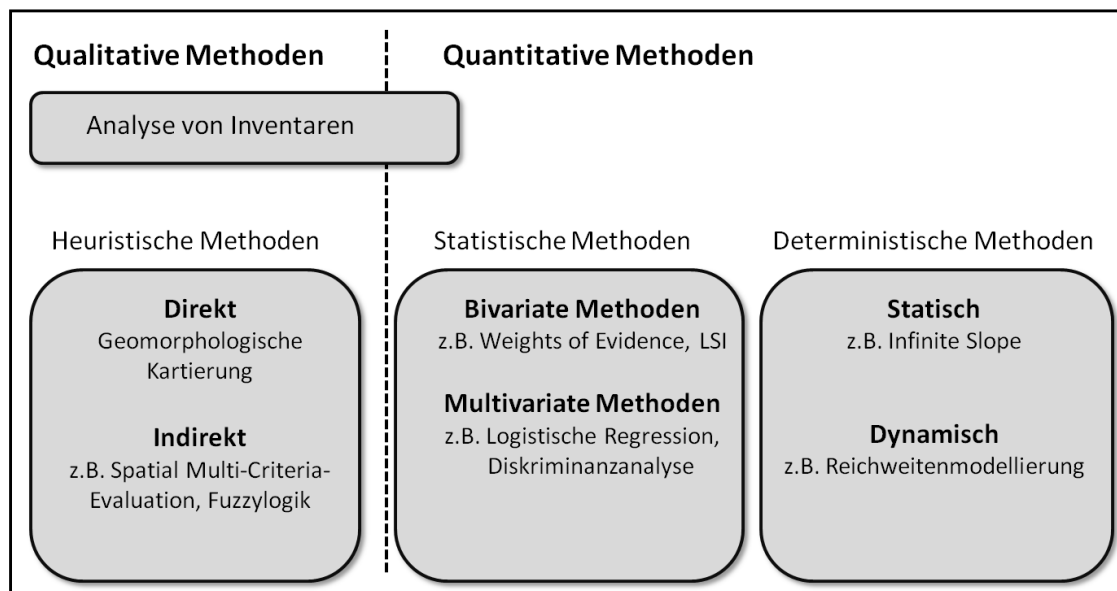 Qualitative Methoden
Quantitative Methoden
Analyse von Inventaren
Heuristische Methoden
Direkt
Geomorphologische
Kartierung
Indirekt
z.B. Spatial Multi-Criteria-
Evaluation, Fuzzylogik
Statistische Methoden
Bivariate Methoden
z.B. Weights of Evidence, LSI
Multivariate Methoden
z.B. Logistische Regression,
Diskriminanzanalyse
Deterministische Methoden
Statisch
z.B. Infinite Slope
Dynamisch
z.B. Reichweitenmodellierung